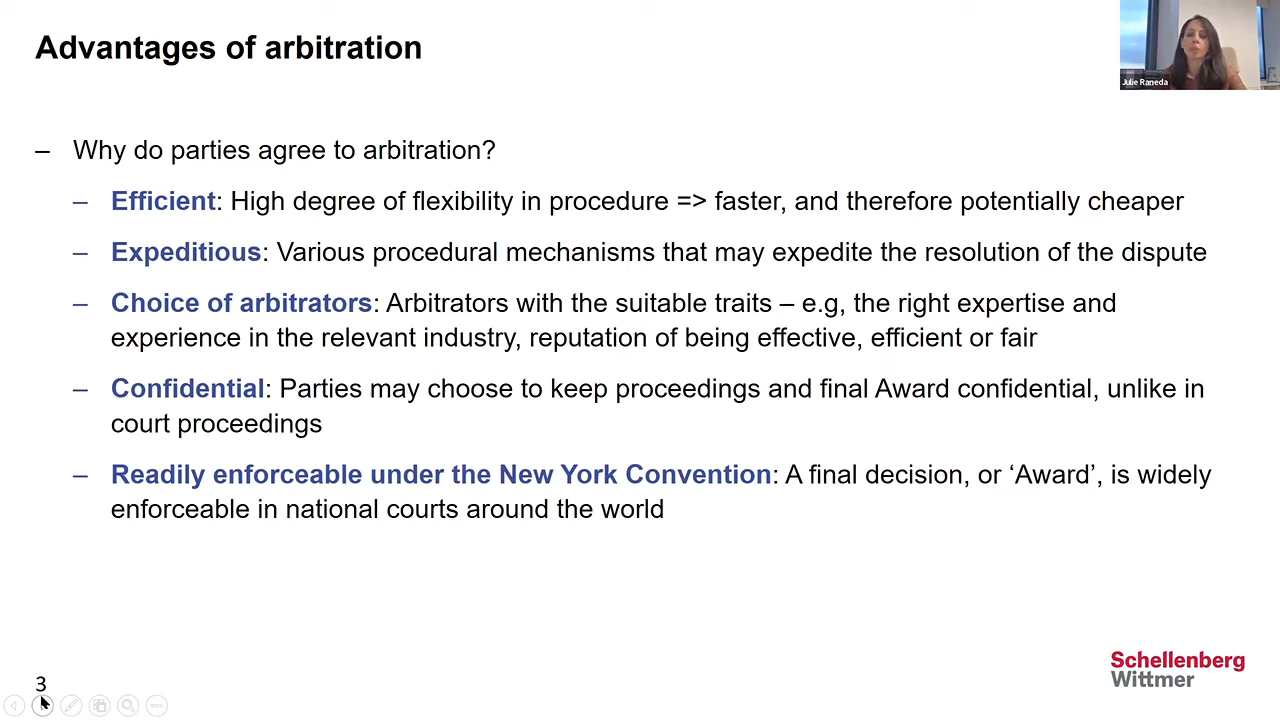 Advantages of arbitration
Julie Raneda
– Why do parties agree to arbitration?
– Efficient: High degree of flexibility in procedure => faster, and therefore potentially cheaper
– Expeditious: Various procedural mechanisms that may expedite the resolution of the dispute
– Choice of arbitrators: Arbitrators with the suitable traits – e.g, the right expertise and
experience in the relevant industry, reputation of being effective, efficient or fair
– Confidential: Parties may choose to keep proceedings and final Award confidential, unlike in
court proceedings
– Readily enforceable under the New York Convention: A final decision, or ‘Award’, is widely
enforceable in national courts around the world
Schellenberg
Wittmer
3